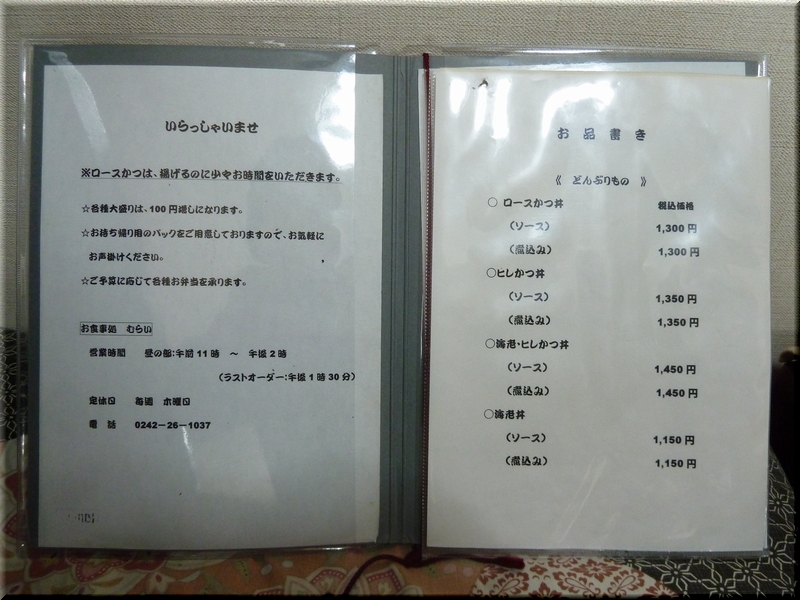 いらっしゃいませ
※ロースかつは、揚げるのに少々お時間をいただきます。
☆各種大盛りは、100円増しになります。
☆お持ち帰り用のパックをご用意しておりますので、お気軽に
お声掛けください。
☆ご予算に応じて各種お弁当を承ります。
お食事処 むらい
営業時間 昼の部:午前11時 ～ 午後2時
(ラストオーダー:午後1時30分)
定休日 毎週 木曜日
電 話 0242-26-1037
お 品 書 き
《 どんぶりもの 》
○ ロースかつ丼 税込価格
(ソース) 1,300円
(煮込み) 1,300円
○ヒレかつ丼
(ソース) 1,350円
(煮込み) 1,350円
○海老・ヒレかつ丼
(ソース) 1,450円
(煮込み) 1,450円
○海老丼
(ソース) 1,150円
(煮込み) 1,150円